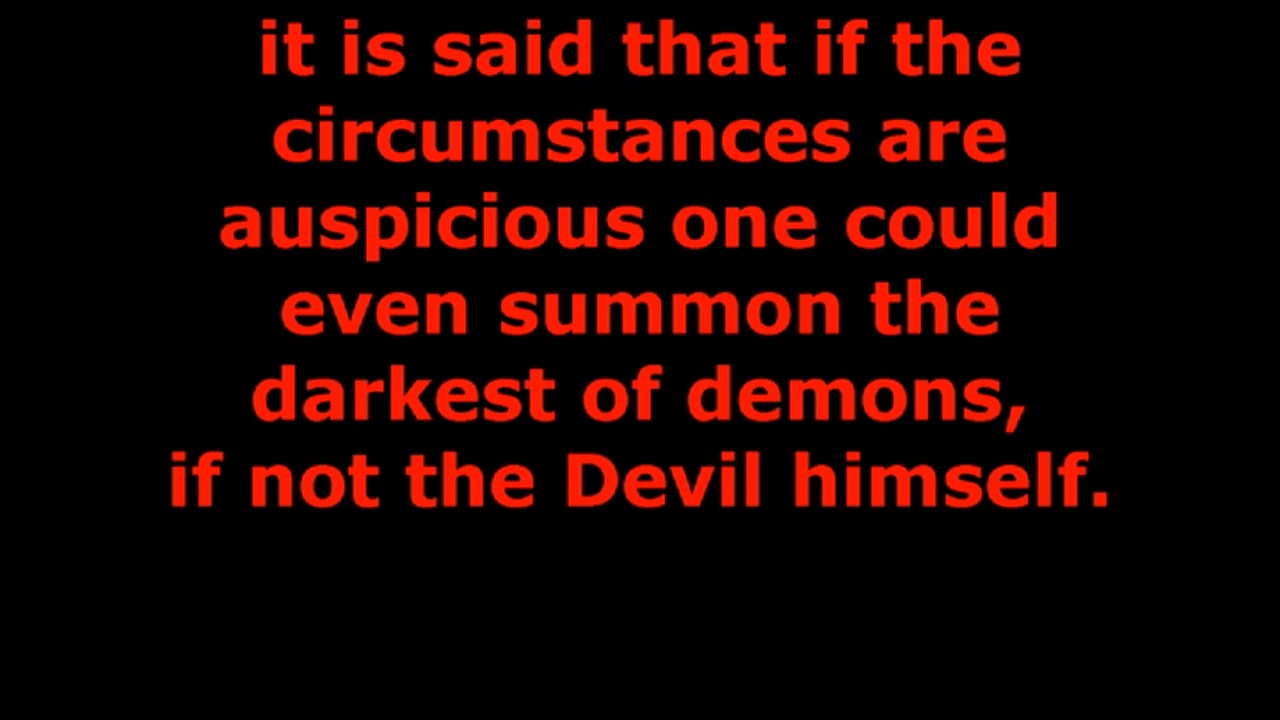 it is said that if the
circumstances are
auspicious one could
even summon the
darkest of demons,
if not the Devil himself.